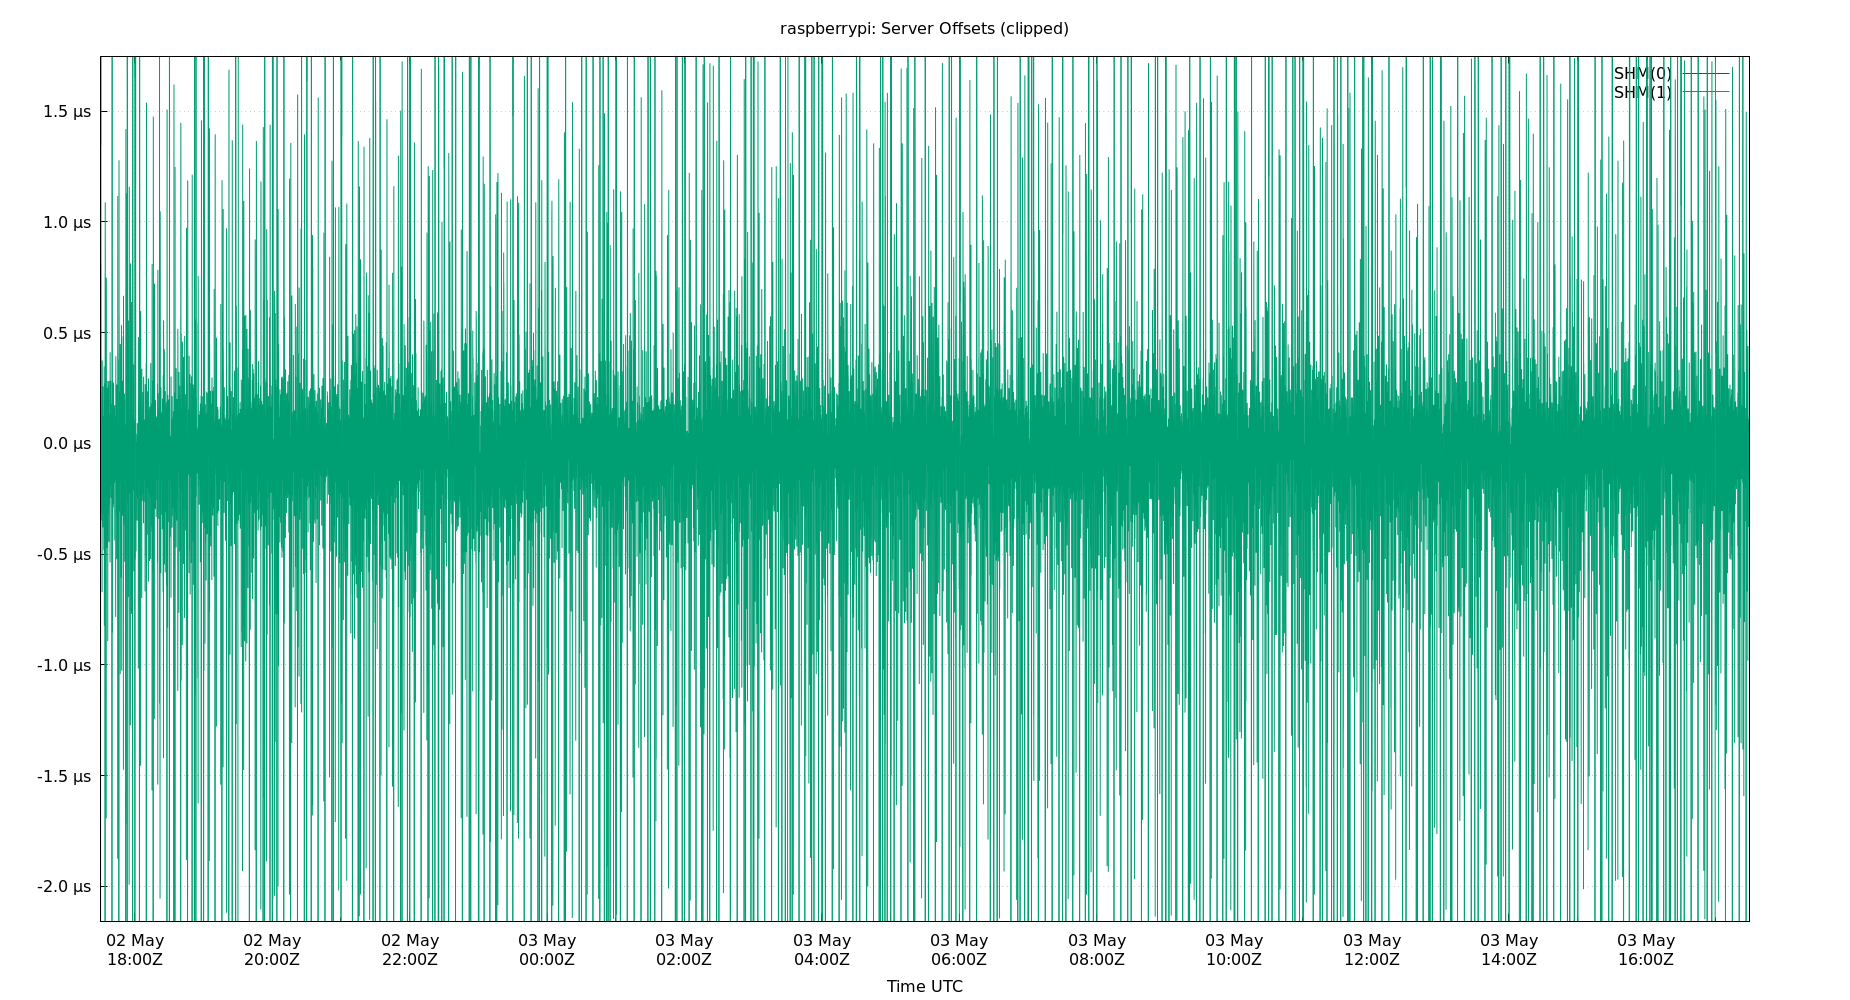 raspberrypi: Server Offsets (clipped)
SHM(0)
SHM(1)
1.5 µs
1.0 µs
0.5 µs
0.0 µs
-0.5 µs
-1.0 µs
-1.5 µs
-2.0 µs
02 May 02 May 02 May 03 May 03 May 03 May 03 May 03 May 03 May 03 May 03 May 03 May
18:00Z 20:00Z 22:00Z 00:00Z 02:00Z 04:00Z 06:00Z 08:00Z 10:00Z 12:00Z 14:00Z 16:00Z
Time UTC